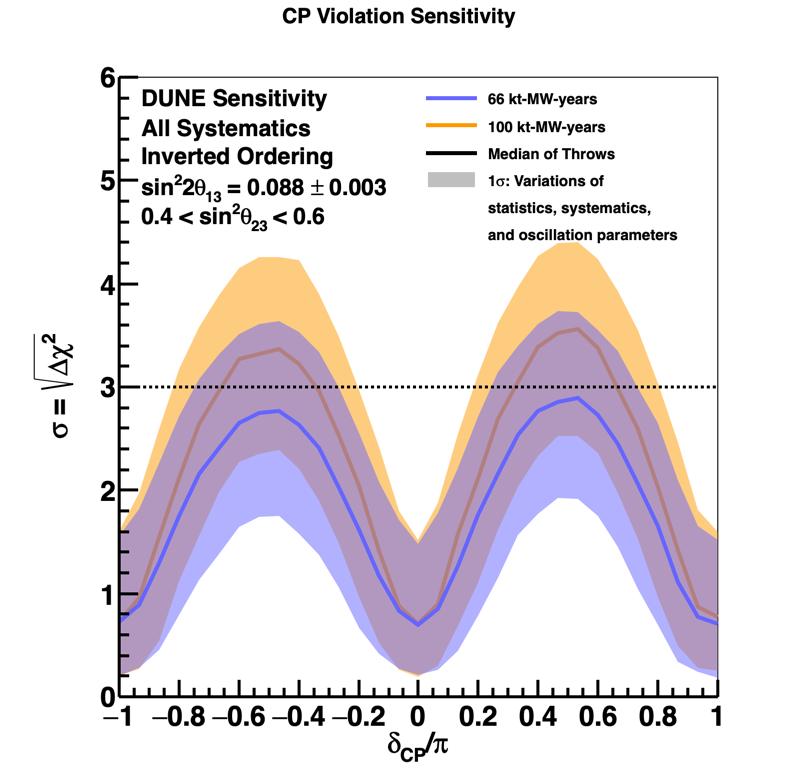 CP Violation Sensitivity
DUNE Sensitivity
All Systematics
Inverted Ordering
sin²2θ₁₃ = 0.088 ± 0.003
0.4 < sin²θ₂₃ < 0.6
66 kt-MW-years
100 kt-MW-years
Median of Throws
1σ: Variations of
statistics, systematics,
and oscillation parameters
σ = √Δχ²
6
5
4
3
2
1
0
−1 −0.8 −0.6 −0.4 −0.2 0 0.2 0.4 0.6 0.8 1
δCP/π